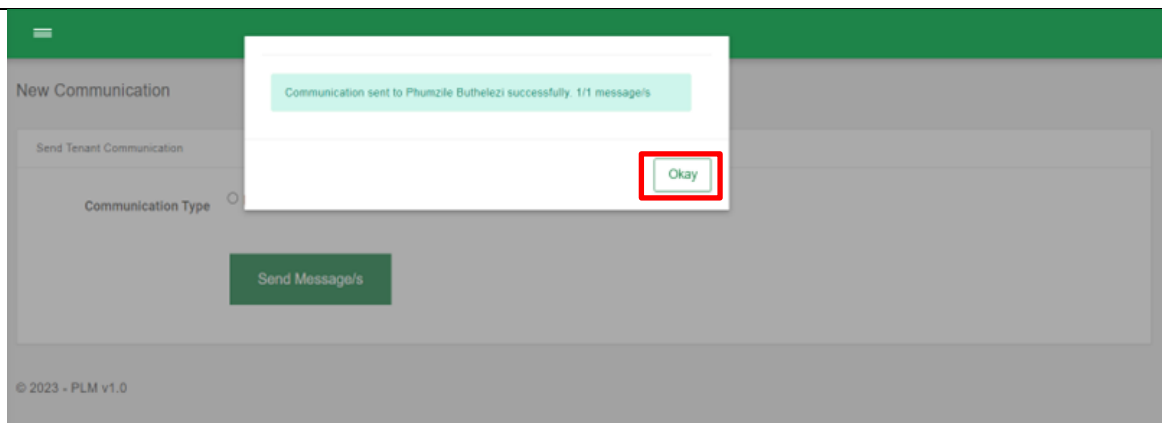 New Communication
Communication sent to Phumzile Buthelezi successfully. 1/1 message/s
Send Tenant Communication
Okay
Communication Type
Send Message/s
© 2023 - PLM v1.0